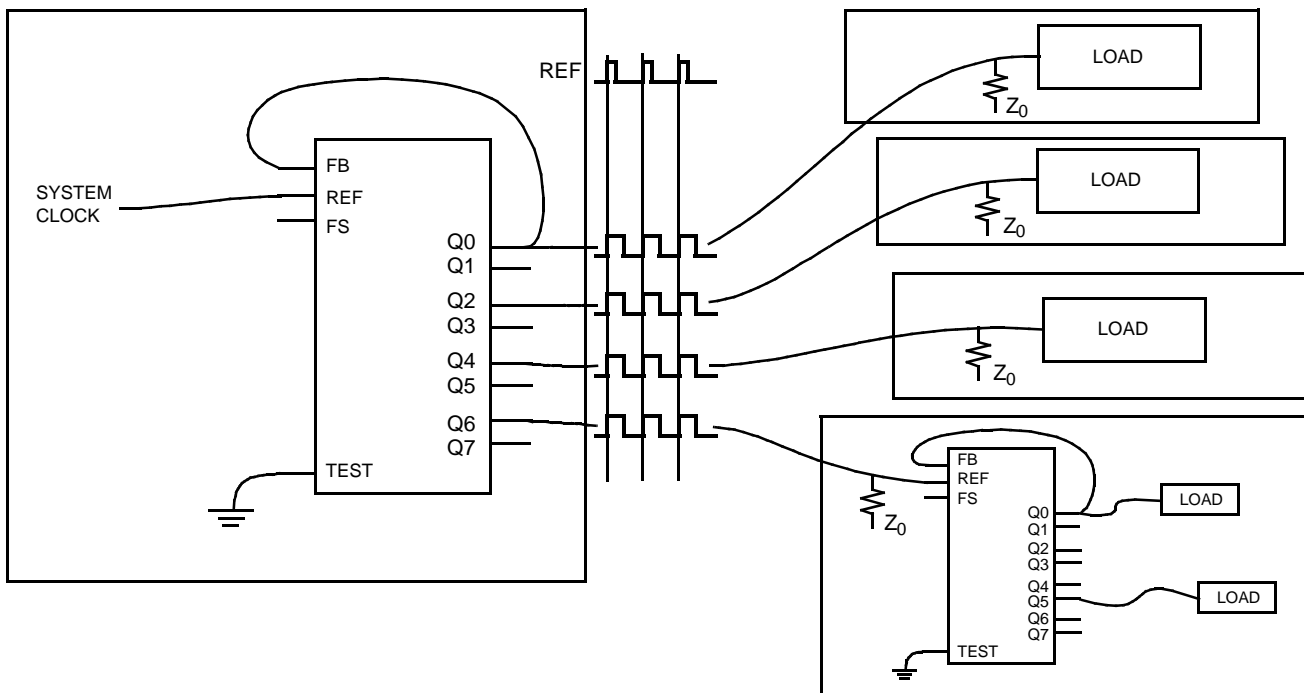 REF
LOAD
Z0
FB
REF
FS
SYSTEM
CLOCK
Q0
Q1
Q2
Q3
Q4
Q5
Q6
Q7
TEST
LOAD
Z0
LOAD
Z0
FB
REF
FS
Z0
Q0
Q1
Q2
Q3
Q4
Q5
Q6
Q7
TEST
LOAD
LOAD